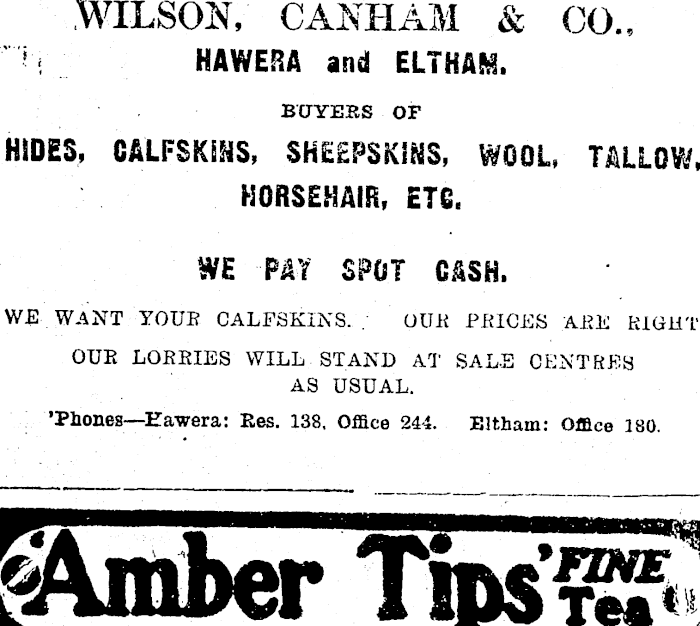 WILSON, CANHAM & CO.,
HAWERA and ELTHAM.
BUYERS OF
HIDES, CALFSKINS, SHEEPSKINS, WOOL, TALLOW,
HORSEHAIR, ETC.
WE PAY SPOT CASH.
WE WANT YOUR CALFSKINS. OUR PRICES ARE RIGHT
OUR LORRIES WILL STAND AT SALE CENTRES
AS USUAL.
'Phones—Hawera: Res. 138, Office 244. Eltham: Office 180.
'Amber Tips' FINE
Tea